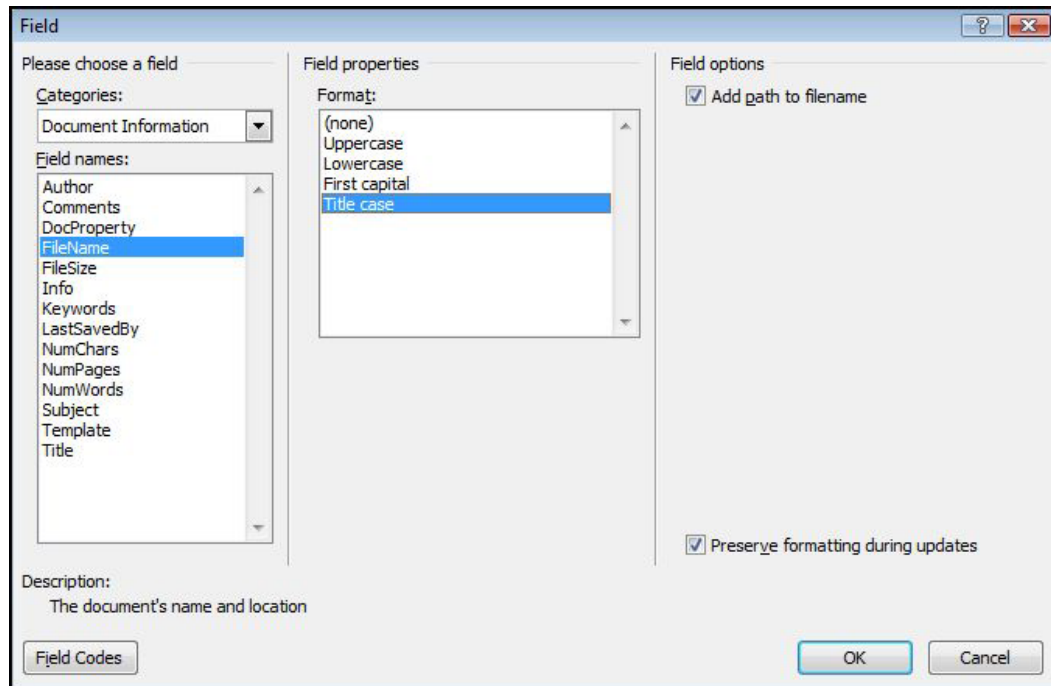 Field
Please choose a field
Categories:
Document Information
Field names:
Author
Comments
DocProperty
FileName
FileSize
Info
Keywords
LastSavedBy
NumChars
NumPages
NumWords
Subject
Template
Title
Field properties
Format:
(none)
Uppercase
Lowercase
First capital
Title case
Field options
Add path to filename
Preserve formatting during updates
Description:
The document's name and location
Field Codes
OK
Cancel